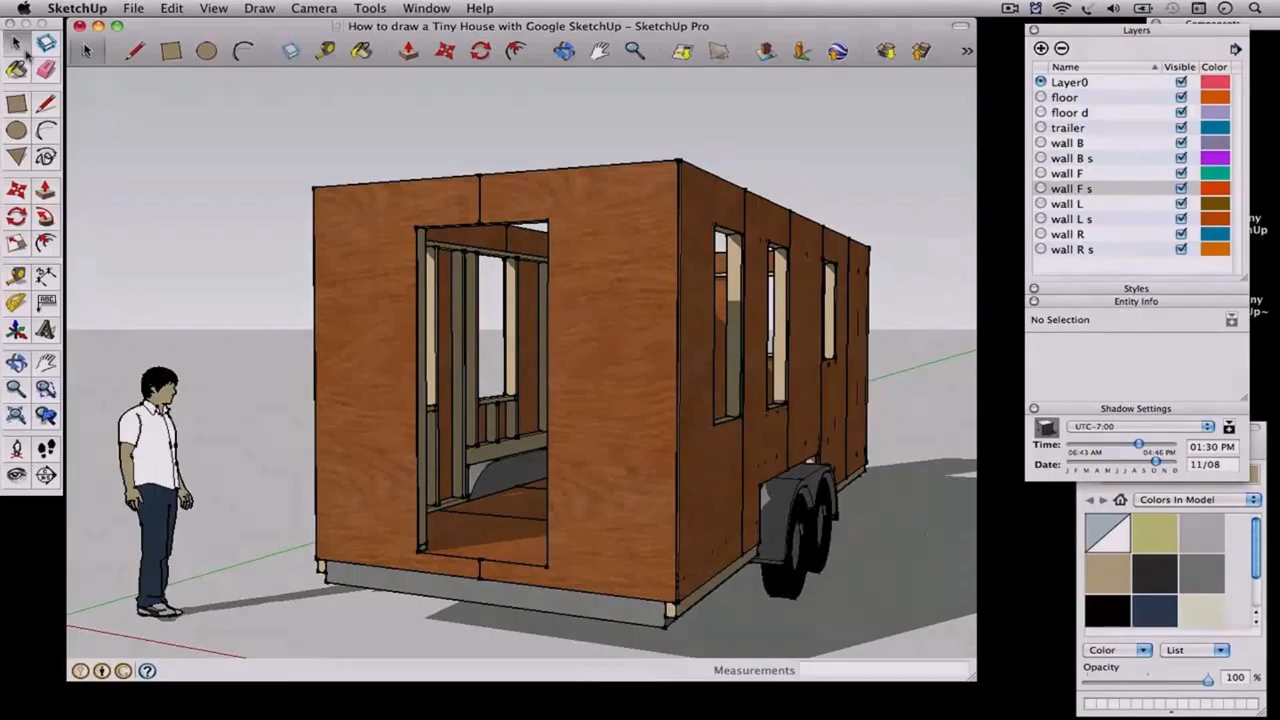 SketchUp File Edit View Draw Camera Tools Window Help
How to draw a Tiny House with Google SketchUp - SketchUp Pro
»
ABC
Measurements
Components
Layers
Name Visible Color
Layer0
floor
floor d
trailer
wall B
wall B s
wall F
wall F s
wall L
wall L s
wall R
wall R s
Styles
Entity Info
No Selection
Shadow Settings
UTC-7:00
Time: 06:43 AM 04:46 PM 01:30 PM
Date: J F M A M J J A S O N D 11/08
Colors In Model
Color List
Opacity
100 %